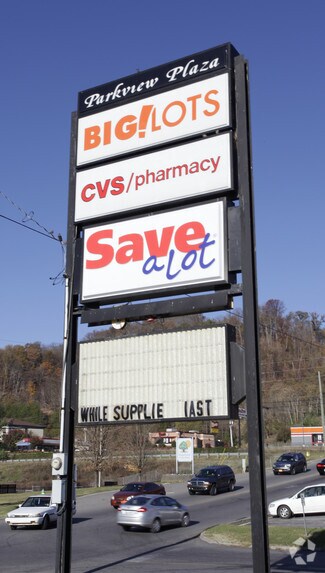 Parkview Plaza
BIG! LOTS
CVS/pharmacy
Save
a lot
WHILE SUPPLIE LAST